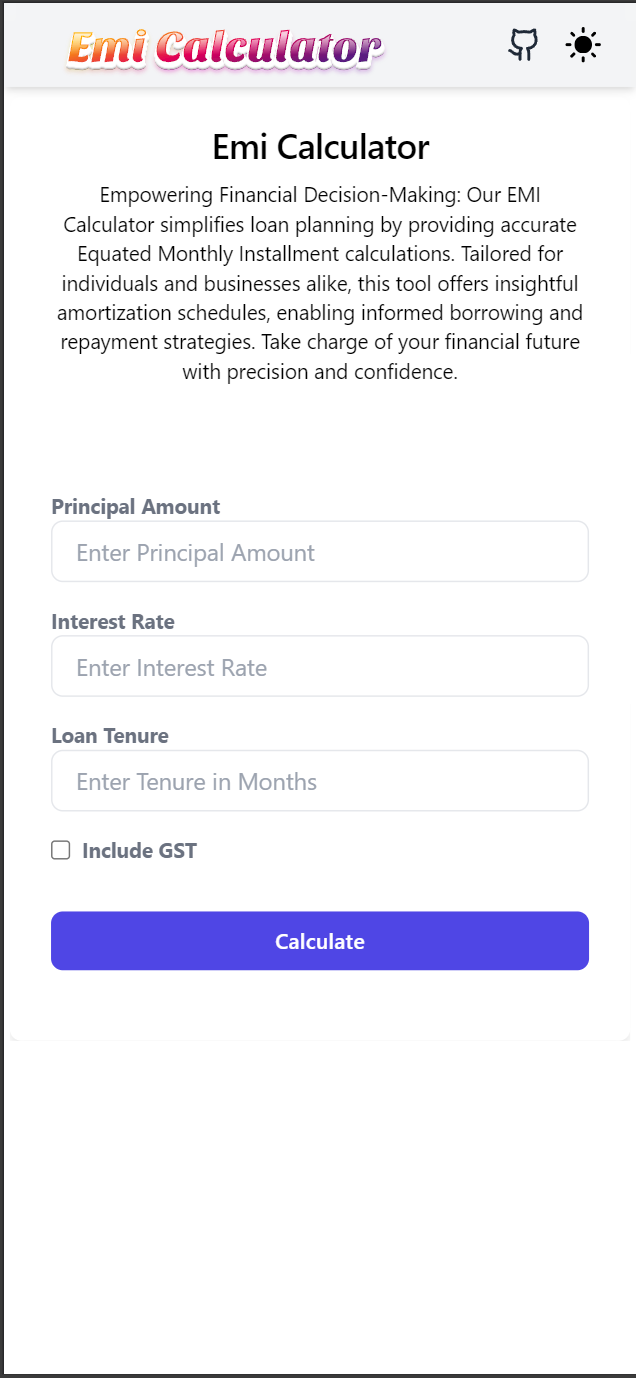 Emi Calculator
Emi Calculator
Empowering Financial Decision-Making: Our EMI
Calculator simplifies loan planning by providing accurate
Equated Monthly Installment calculations. Tailored for
individuals and businesses alike, this tool offers insightful
amortization schedules, enabling informed borrowing and
repayment strategies. Take charge of your financial future
with precision and confidence.
Principal Amount
Enter Principal Amount
Interest Rate
Enter Interest Rate
Loan Tenure
Enter Tenure in Months
Include GST
Calculate